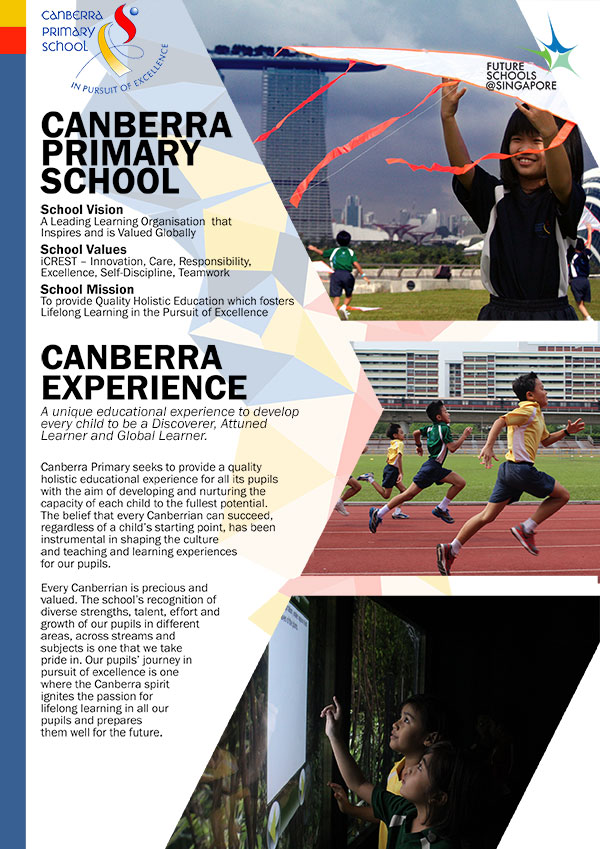 CANBERRA
PRIMARY
SCHOOL
IN PURSUIT OF EXCELLENCE
FUTURE
SCHOOLS
@SINGAPORE
CANBERRA
PRIMARY
SCHOOL
School Vision
A Leading Learning Organisation that
Inspires and is Valued Globally
School Values
iCREST – Innovation, Care, Responsibility,
Excellence, Self-Discipline, Teamwork
School Mission
To provide Quality Holistic Education which fosters
Lifelong Learning in the Pursuit of Excellence
CANBERRA
EXPERIENCE
A unique educational experience to develop
every child to be a Discoverer, Attuned
Learner and Global Learner.
Canberra Primary seeks to provide a quality
holistic educational experience for all its pupils
with the aim of developing and nurturing the
capacity of each child to the fullest potential.
The belief that every Canberrian can succeed,
regardless of a child's starting point, has been
instrumental in shaping the culture
and teaching and learning experiences
for our pupils.
Every Canberrian is precious and
valued. The school's recognition of
diverse strengths, talent, effort and
growth of our pupils in different
areas, across streams and
subjects is one that we take
pride in. Our pupils' journey in
pursuit of excellence is one
where the Canberra spirit
ignites the passion for
lifelong learning in all our
pupils and prepares
them well for the future.